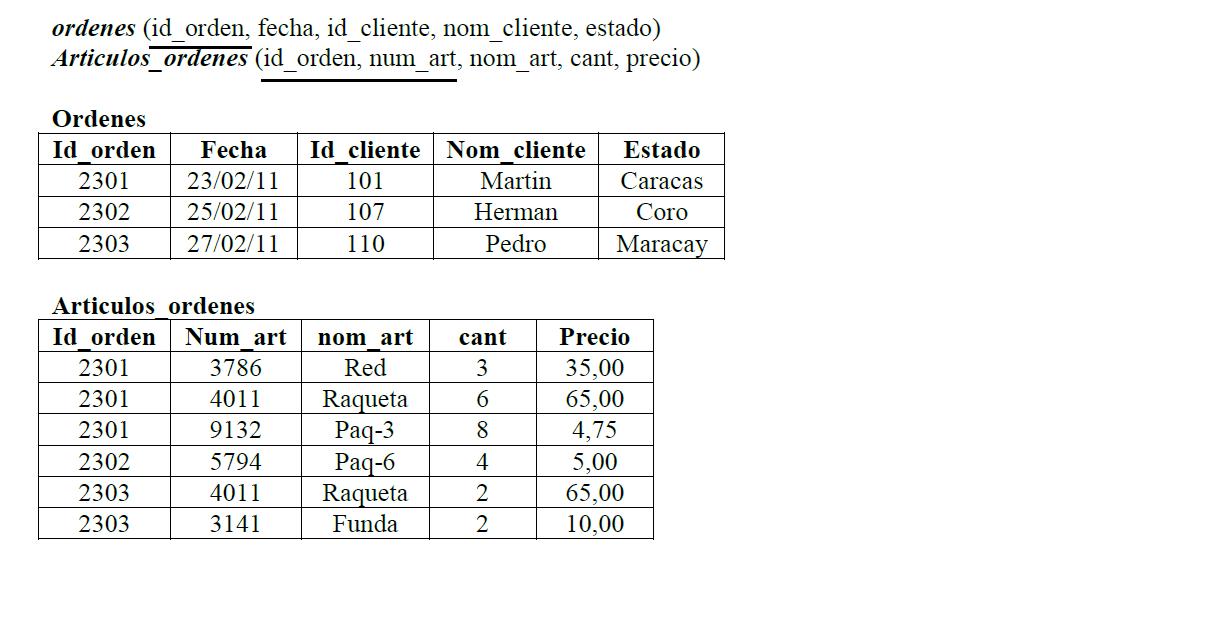 ordenes (id_orden, fecha, id_cliente, nom_cliente, estado)
Articulos_ordenes (id_orden, num_art, nom_art, cant, precio)
Ordenes
Id_orden Fecha Id_cliente Nom_cliente Estado
2301 23/02/11 101 Martin Caracas
2302 25/02/11 107 Herman Coro
2303 27/02/11 110 Pedro Maracay
Articulos_ordenes
Id_orden Num_art nom_art cant Precio
2301 3786 Red 3 35,00
2301 4011 Raqueta 6 65,00
2301 9132 Paq-3 8 4,75
2302 5794 Paq-6 4 5,00
2303 4011 Raqueta 2 65,00
2303 3141 Funda 2 10,00